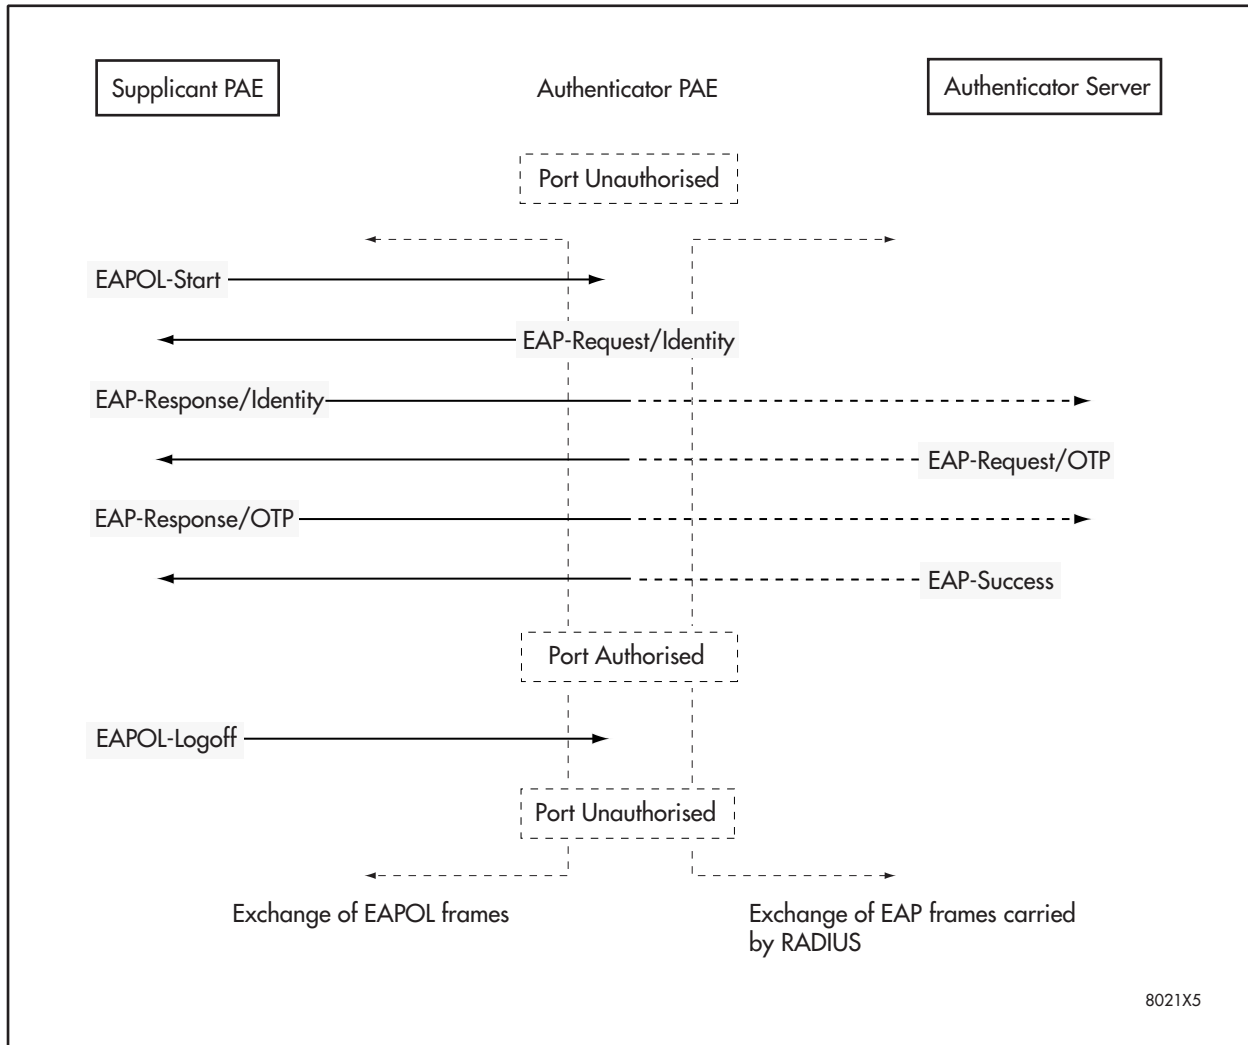 Supplicant PAE
Authenticator PAE
Authenticator Server
Port Unauthorised
EAPOL-Start
EAP-Request/Identity
EAP-Response/Identity
EAP-Request/OTP
EAP-Response/OTP
EAP-Success
Port Authorised
EAPOL-Logoff
Port Unauthorised
Exchange of EAPOL frames
Exchange of EAP frames carried
by RADIUS
8021X5